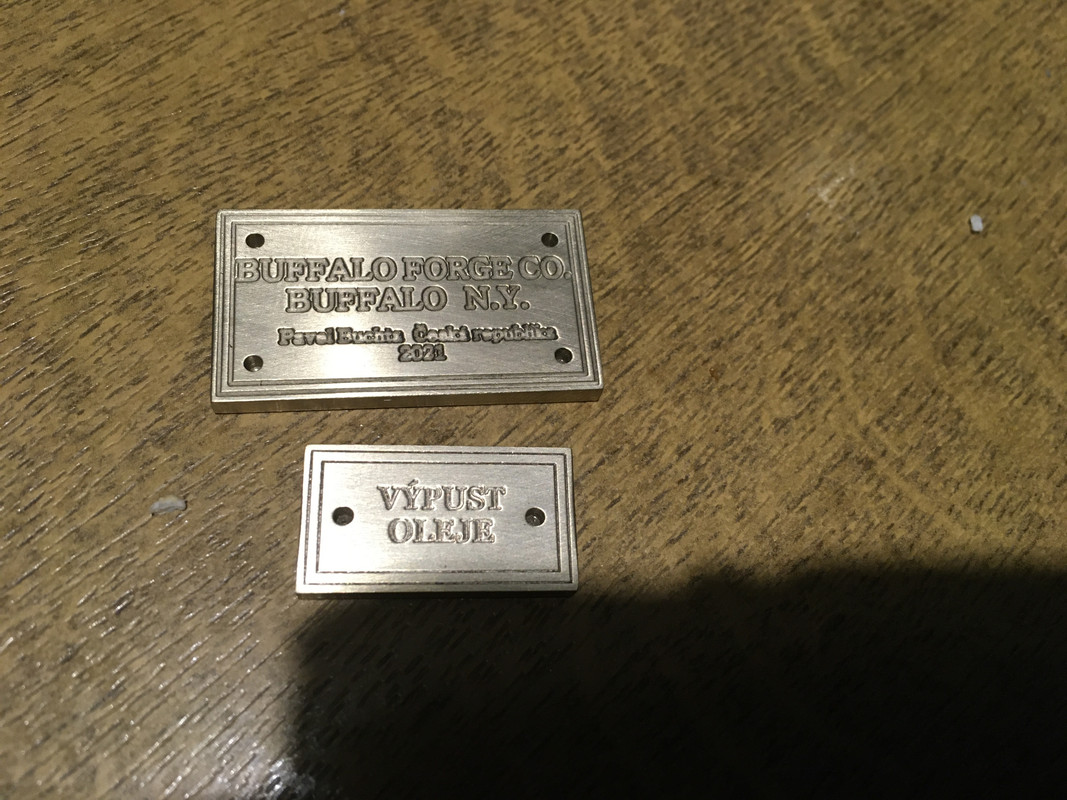 BUFFALO FORGE CO.
BUFFALO N.Y.
Pavel Buchta Česká republika
2021
VÝPUST
OLEJE